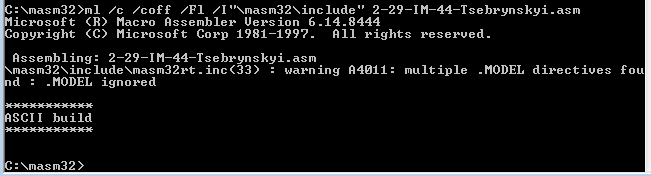 C:\masm32>ml /c /coff /Fl /I"\masm32\include" 2-29-IM-44-Tsebrynskyi.asm
Microsoft (R) Macro Assembler Version 6.14.8444
Copyright (C) Microsoft Corp 1981-1997.  All rights reserved.
 Assembling: 2-29-IM-44-Tsebrynskyi.asm
\masm32\include\masm32rt.inc(33) : warning A4011: multiple .MODEL directives fou
nd : .MODEL ignored
***********
ASCII build
***********
C:\masm32>